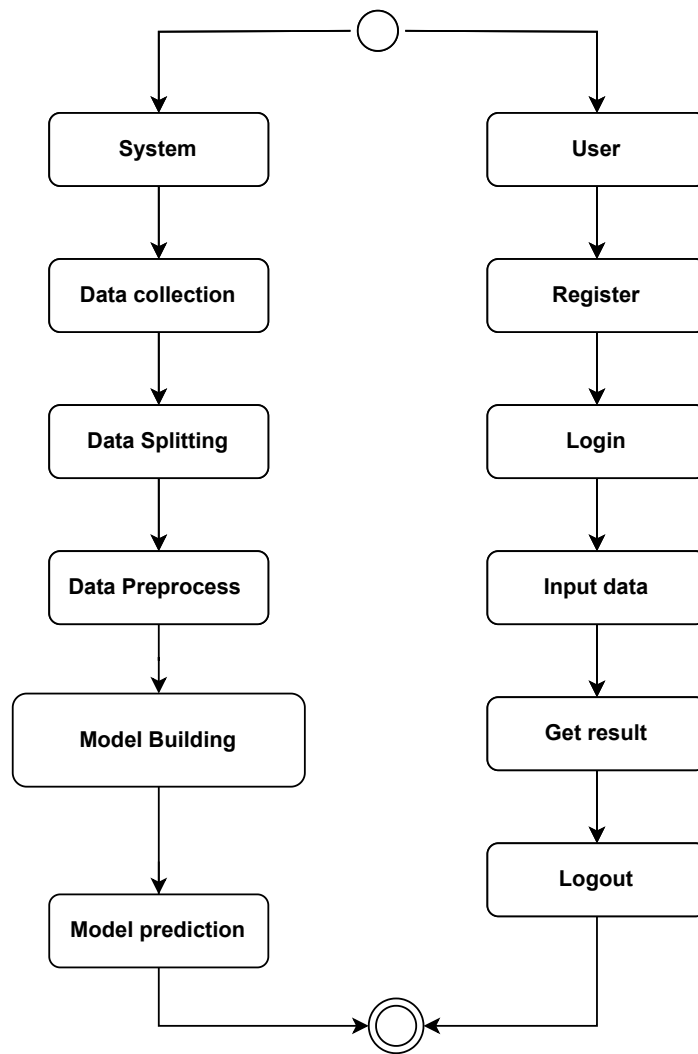 System
User
Data collection
Register
Data Splitting
Login
Data Preprocess
Input data
Model Building
Get result
Logout
Model prediction